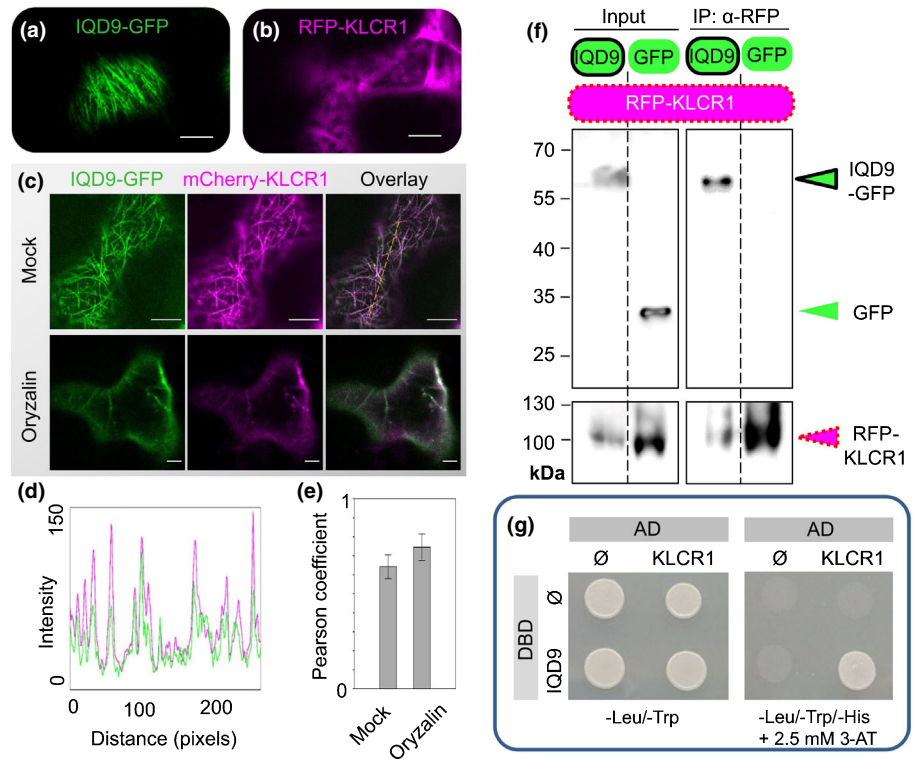 (a) IQD9-GFP
(b) RFP-KLCR1
(c) IQD9-GFP mCherry-KLCR1 Overlay
Mock
Oryzalin
(d)
150
Intensity
0
0 100 200
Distance (pixels)
(e)
1
Pearson coefficient
0
Mock
Oryzalin
(f)
Input IP: α-RFP
IQD9 GFP IQD9 GFP
RFP-KLCR1
70
55
40
35
25
IQD9
-GFP
GFP
130
100
kDa
RFP-
KLCR1
(g)
AD AD
Ø KLCR1 Ø KLCR1
DBD
Ø
IQD9
-Leu/-Trp
-Leu/-Trp/-His
+ 2.5 mM 3-AT